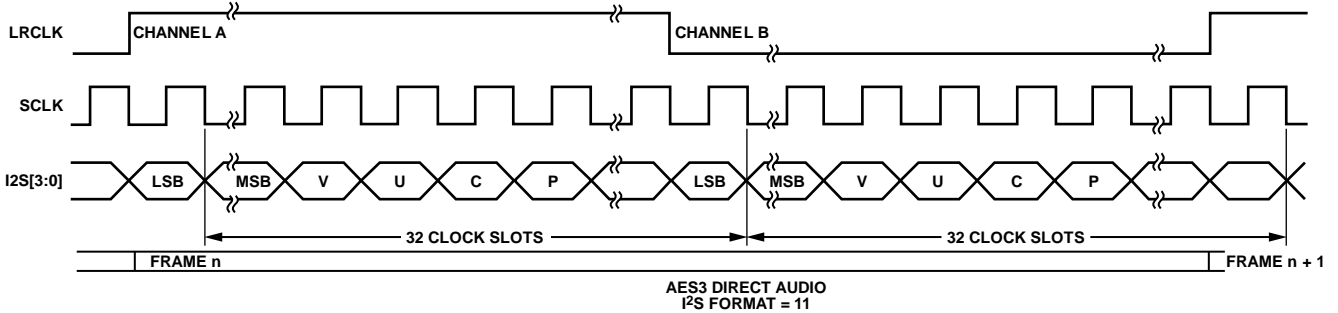 LRCLK
CHANNEL A
CHANNEL B
SCLK
I2S[3:0]
LSB MSB V U C P LSB MSB V U C P
32 CLOCK SLOTS 32 CLOCK SLOTS
FRAME n FRAME n + 1
AES3 DIRECT AUDIO
I²S FORMAT = 11